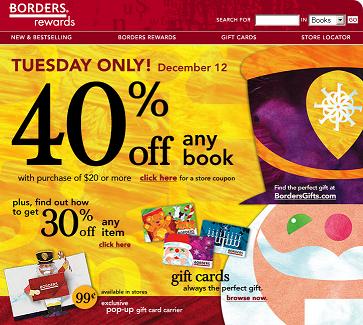 BORDERS.
rewards
SEARCH FOR IN Books GO
NEW & BESTSELLING BORDERS REWARDS GIFT CARDS STORE LOCATOR
TUESDAY ONLY! December 12
40% off any book
with purchase of $20 or more click here for a store coupon
Find the perfect gift at
BordersGifts.com
plus, find out how
to get 30% off any item
click here
BORDERS
BORDERS
gift cards
always the perfect gift.
browse now.
BORDERS
99¢ available in stores
exclusive
pop-up gift card carrier